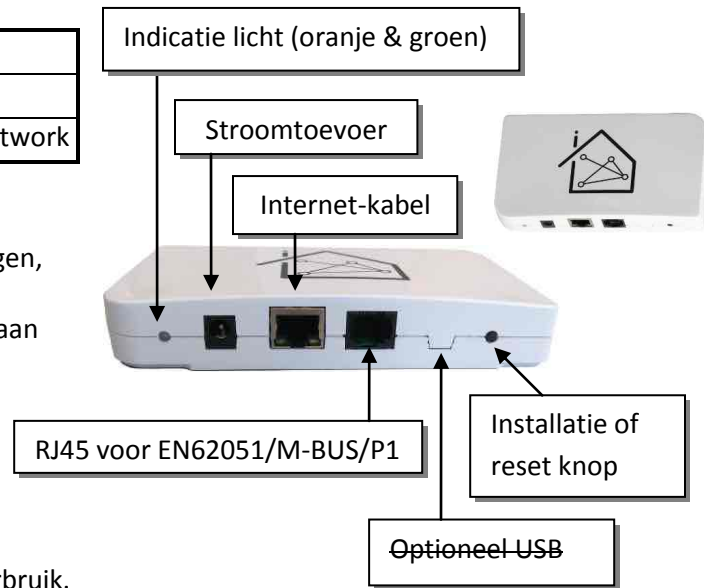 Indicatie licht (oranje & groen)
Stroomtoevoer
twork
Internet-kabel
i
gen,
i
aan
RJ45 voor EN62051/M-BUS/P1
Installatie of
reset knop
Optioneel USB
rbruik.